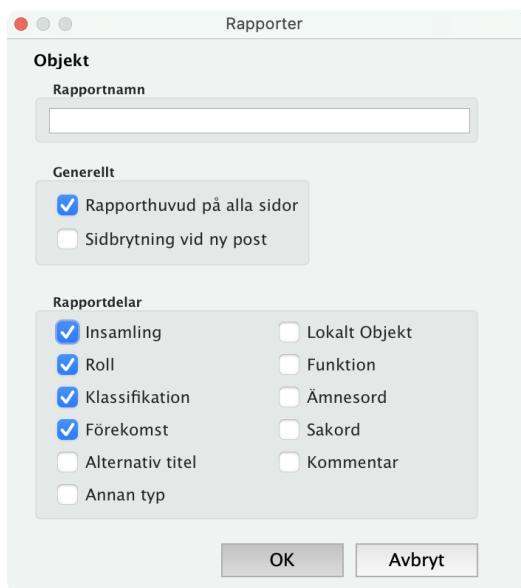 Rapporter
Objekt
Rapportnamn
Generellt
Rapporthuvud på alla sidor
Sidbrytning vid ny post
Rapportdelar
Insamling
Lokalt Objekt
Roll
Funktion
Klassifikation
Ämnesord
Förekomst
Sakord
Alternativ titel
Kommentar
Annan typ
OK
Avbryt